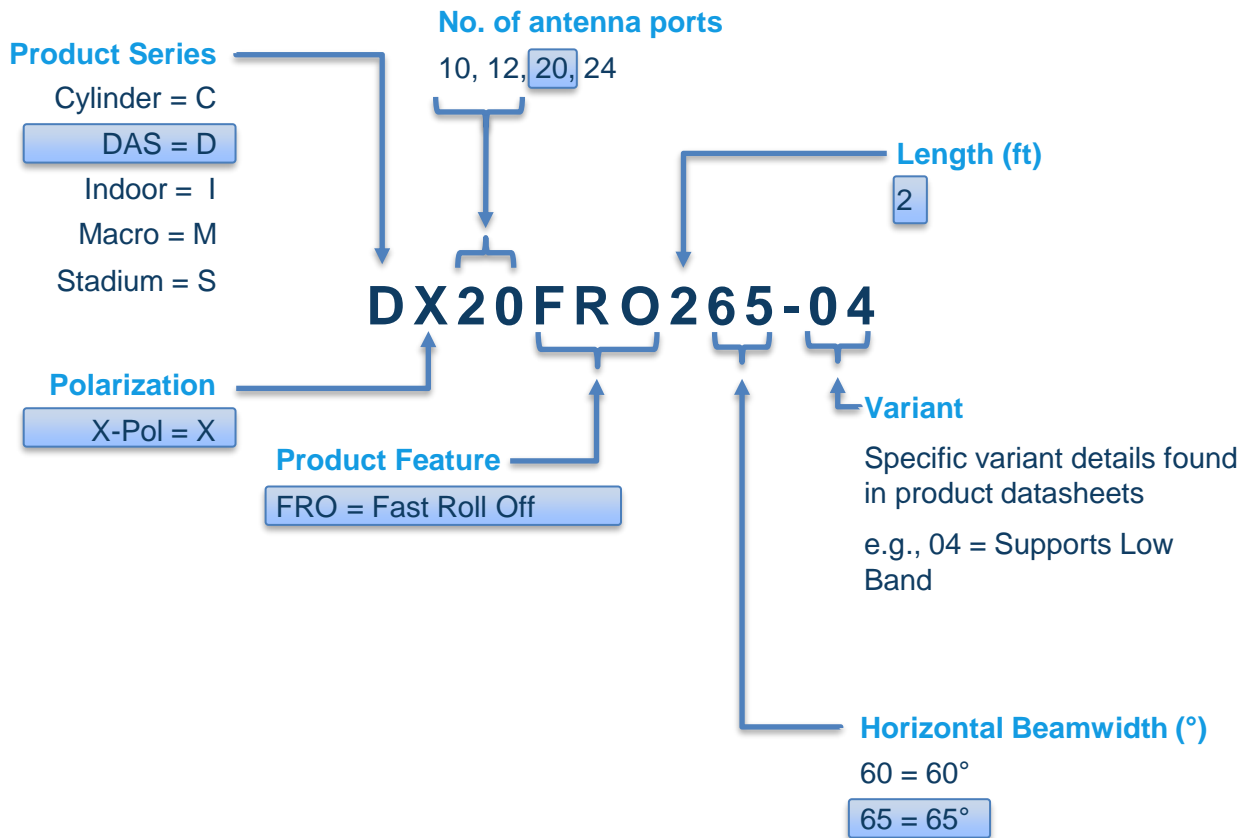 No. of antenna ports
10, 12, 20, 24
Product Series
Cylinder = C
DAS = D
Indoor = I
Macro = M
Stadium = S
Length (ft)
2
DX20FRO265-04
Polarization
X-Pol = X
Product Feature
FRO = Fast Roll Off
Variant
Specific variant details found
in product datasheets
e.g., 04 = Supports Low
Band
Horizontal Beamwidth (°)
60 = 60°
65 = 65°